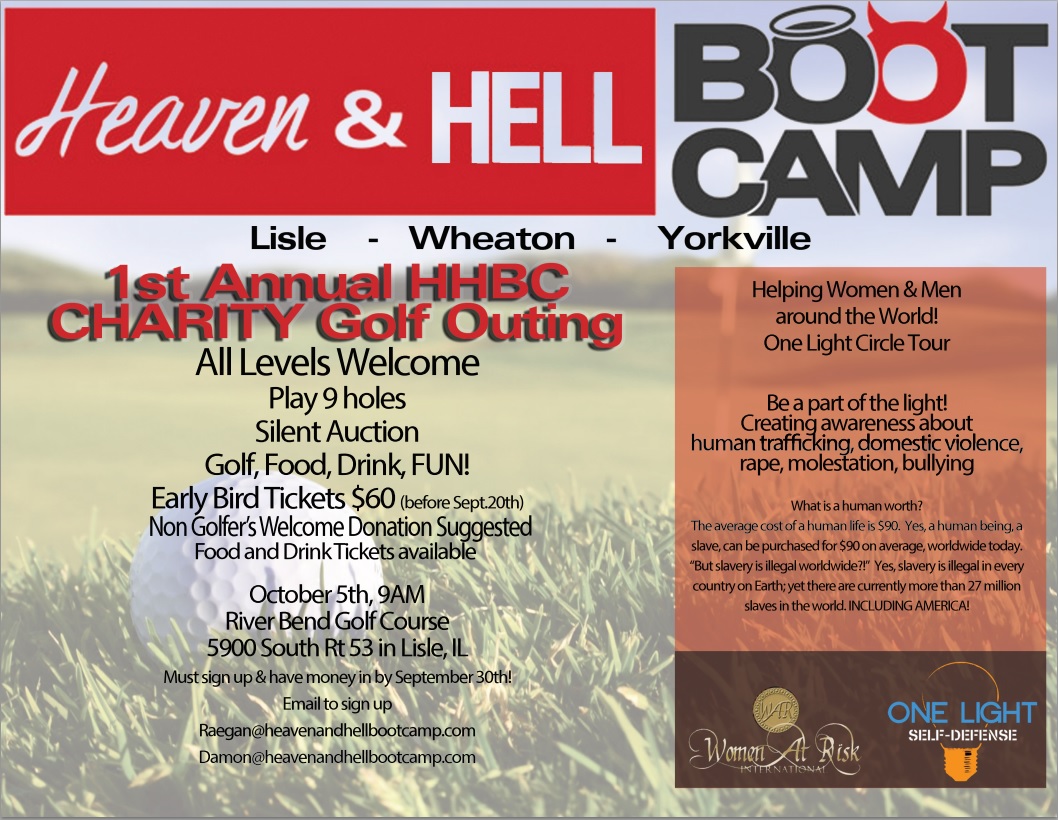 Heaven & HELL
BOOT
CAMP
Lisle - Wheaton - Yorkville
1st Annual HHBC
CHARITY Golf Outing
All Levels Welcome
Play 9 holes
Silent Auction
Golf, Food, Drink, FUN!
Early Bird Tickets $60 (before Sept.20th)
Non Golfer's Welcome Donation Suggested
Food and Drink Tickets available
October 5th, 9AM
River Bend Golf Course
5900 South Rt 53 in Lisle, IL
Must sign up & have money in by September 30th!
Email to sign up
Raegan@heavenandhellbootcamp.com
Damon@heavenandhellbootcamp.com
Helping Women & Men
around the World!
One Light Circle Tour
Be a part of the light!
Creating awareness about
human trafficking, domestic violence,
rape, molestation, bullying
What is a human worth?
The average cost of a human life is $90. Yes, a human being, a
slave, can be purchased for $90 on average, worldwide today.
“But slavery is illegal worldwide?!” Yes, slavery is illegal in every
country on Earth; yet there are currently more than 27 million
slaves in the world. INCLUDING AMERICA!
WAR
Women At Risk
INTERNATIONAL
ONE LIGHT
SELF-DEFENSE